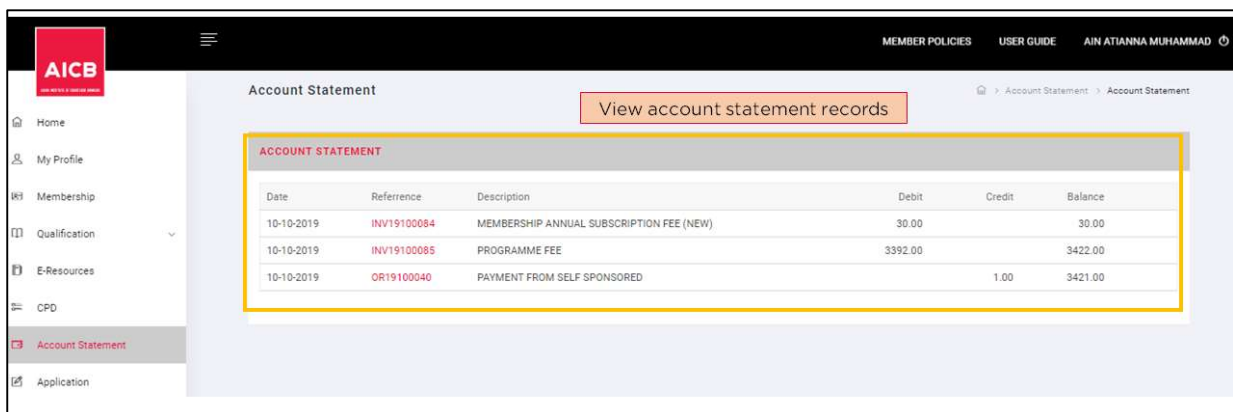 MEMBER POLICIES USER GUIDE AIN ATIANNA MUHAMMAD
AICB
Account Statement
View account statement records
> Account Statement > Account Statement
Home
My Profile
Membership
Qualification
E-Resources
CPD
Account Statement
Application
ACCOUNT STATEMENT
Date Referrence Description Debit Credit Balance
10-10-2019 INV19100084 MEMBERSHIP ANNUAL SUBSCRIPTION FEE (NEW) 30.00 30.00
10-10-2019 INV19100085 PROGRAMME FEE 3392.00 3422.00
10-10-2019 OR19100040 PAYMENT FROM SELF SPONSORED 1.00 3421.00